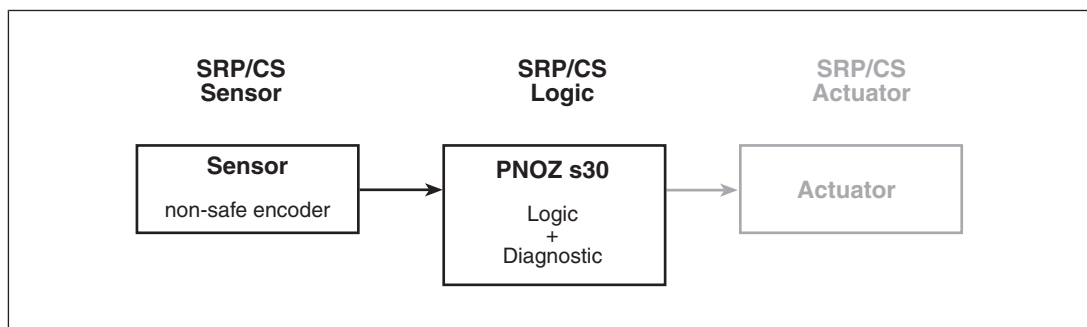 SRP/CS
Sensor
SRP/CS
Logic
SRP/CS
Actuator
Sensor
non-safe encoder
PNOZ s30
Logic
+
Diagnostic
Actuator